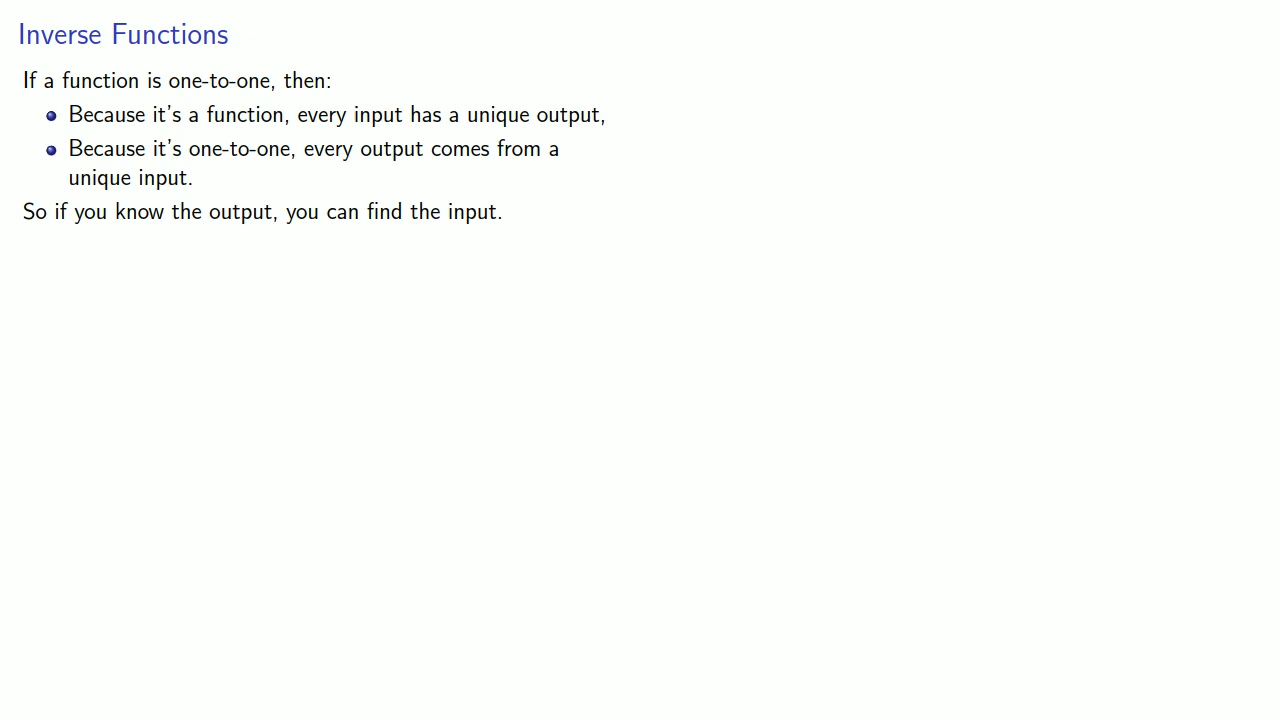 Inverse Functions
If a function is one-to-one, then:
Because it's a function, every input has a unique output,
Because it's one-to-one, every output comes from a
unique input.
So if you know the output, you can find the input.